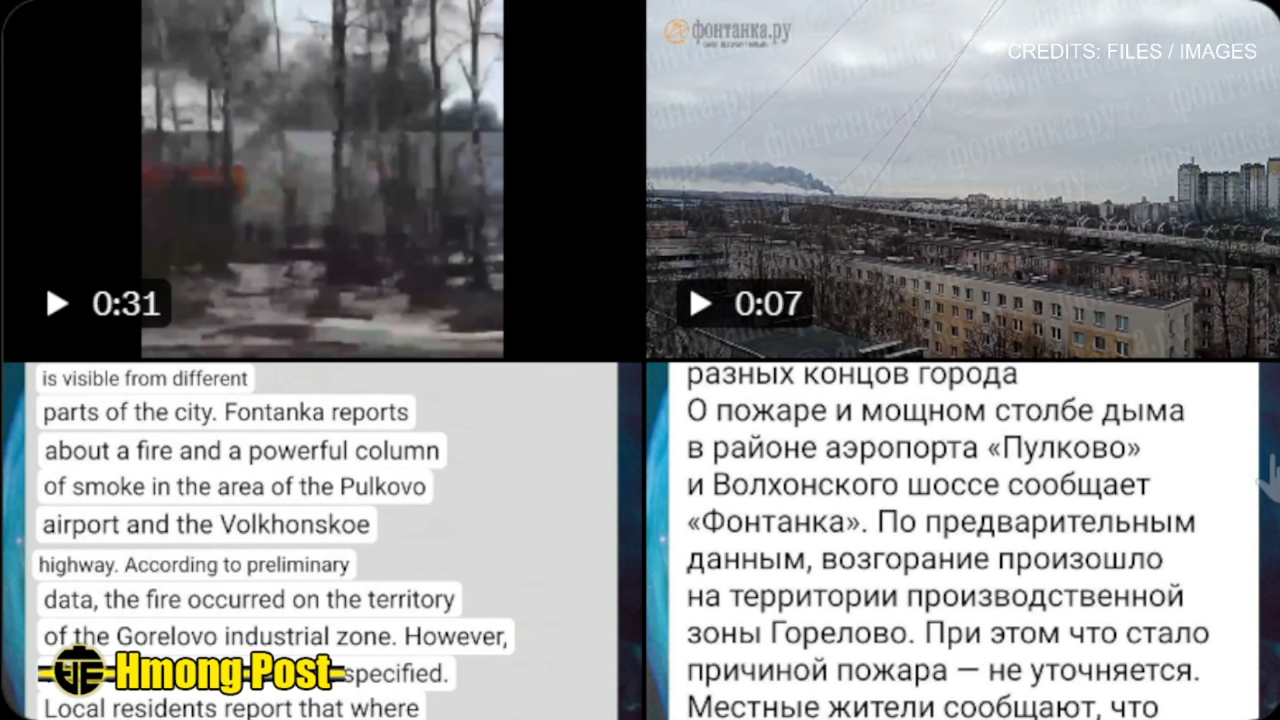 фонтанка.ру
CREDITS: FILES / IMAGES
0:31
0:07
is visible from different
parts of the city. Fontanka reports
about a fire and a powerful column
of smoke in the area of the Pulkovo
airport and the Volkhonskoe
highway. According to preliminary
data, the fire occurred on the territory
of the Gorelovo industrial zone. However,
specified.
Local residents report that where
разных концов города
О пожаре и мощном столбе дыма
в районе аэропорта «Пулково»
и Волхонского шоссе сообщает
«Фонтанка». По предварительным
данным, возгорание произошло
на территории производственной
зоны Горелово. При этом что стало
причиной пожара — не уточняется.
Местные жители сообщают, что
Hmong Post